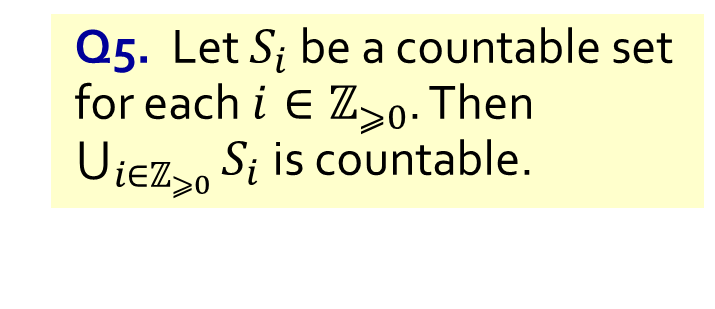 Q5. Let 𝑆ᵢ be a countable set
for each 𝑖 ∈ ℤ⩾₀. Then
⋃ᵢ∈ℤ⩾₀ 𝑆ᵢ is countable.